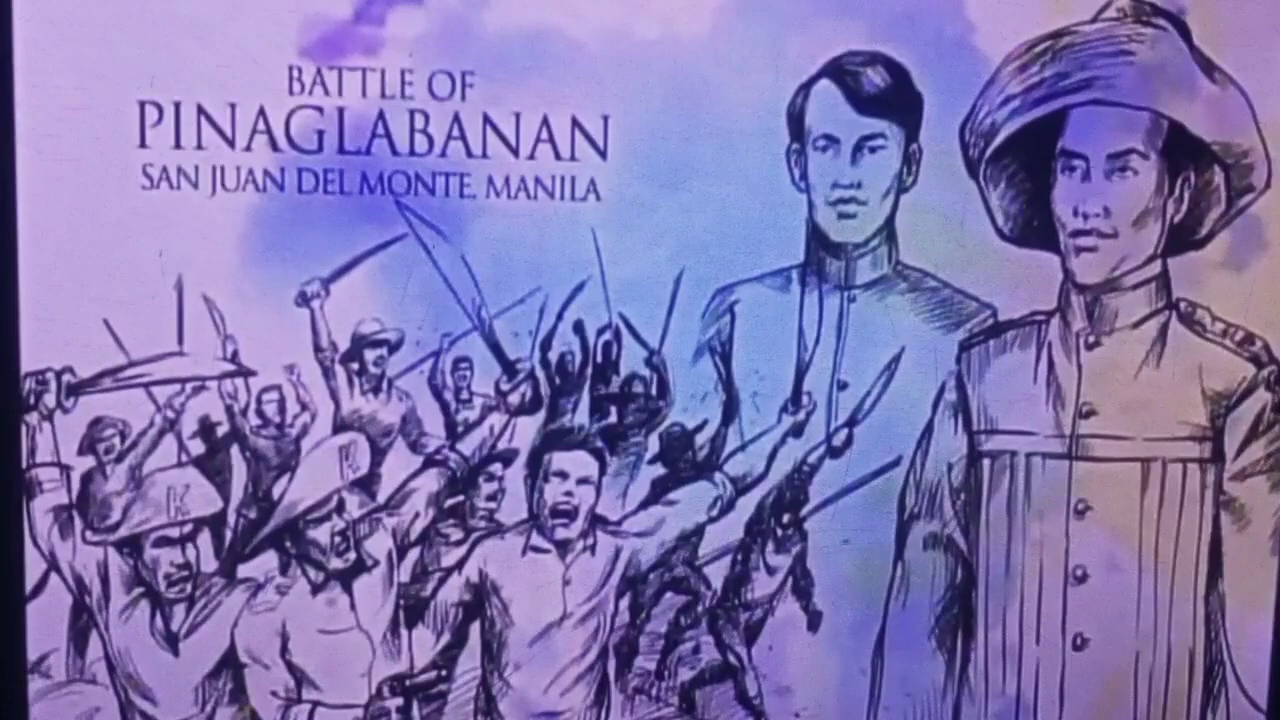 BATTLE OF
PINAGLABANAN
SAN JUAN DEL MONTE, MANILA
K
K